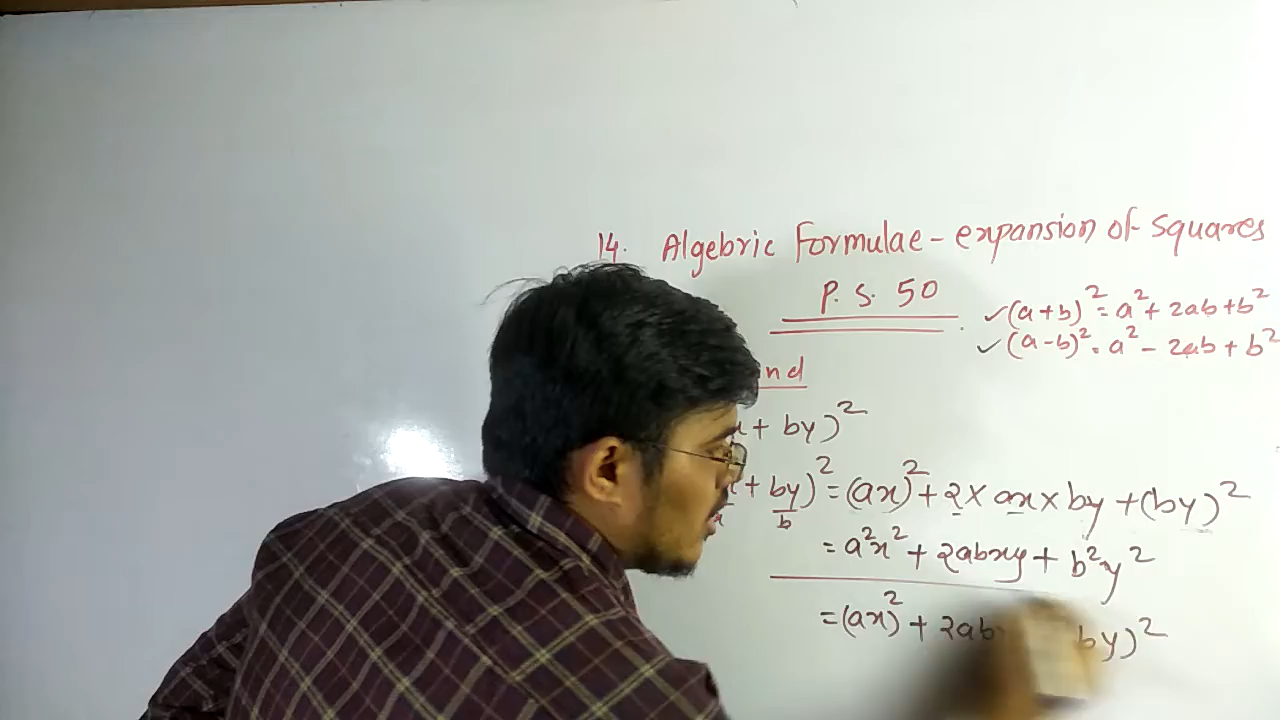 14. Algebric Formulae - expansion of squares
P. S. 50
✓(a+b)² = a² + 2ab + b²
✓(a-b)² = a² - 2ab + b²
+ by)²
+ by)² = (ax)² + 2 × ax × by + (by)²
b
= a²x² + 2abxy + b²y²
= (ax)² + 2ab by)²